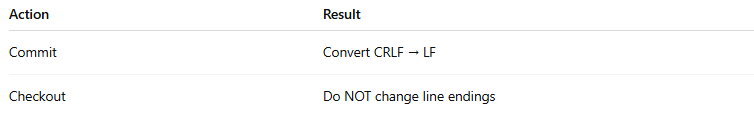 Action Result
Commit Convert CRLF → LF
Checkout Do NOT change line endings